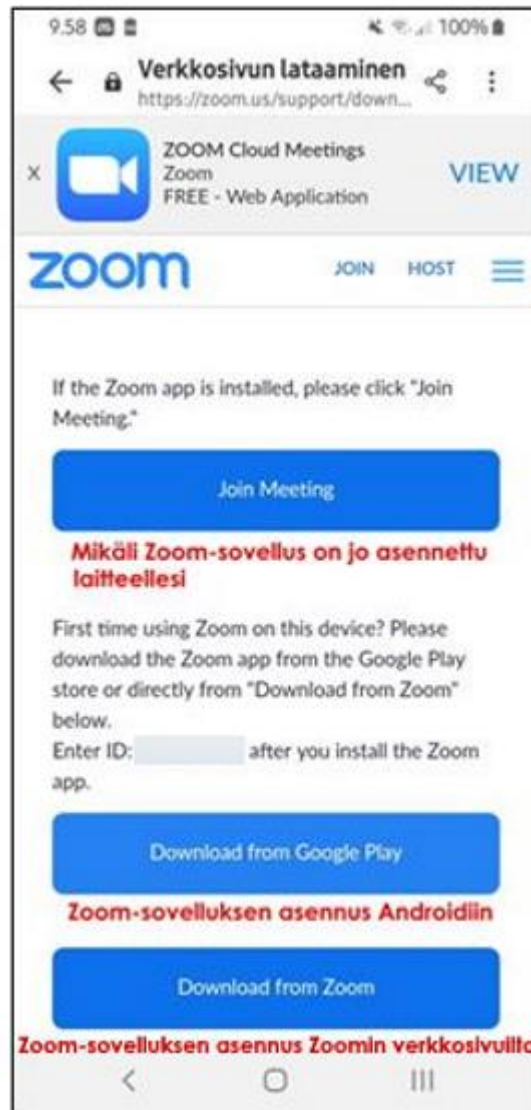 9.58 100%
Verkkosivun lataaminen
https://zoom.us/support/down...
x ZOOM Cloud Meetings
Zoom
FREE - Web Application
VIEW
zoom JOIN HOST
If the Zoom app is installed, please click "Join
Meeting."
Join Meeting
Mikäli Zoom-sovellus on jo asennettu
laitteellesi
First time using Zoom on this device? Please
download the Zoom app from the Google Play
store or directly from "Download from Zoom"
below.
Enter ID: after you install the Zoom
app.
Download from Google Play
Zoom-sovelluksen asennus Androidiin
Download from Zoom
Zoom-sovelluksen asennus Zoomin verkkosivuilta